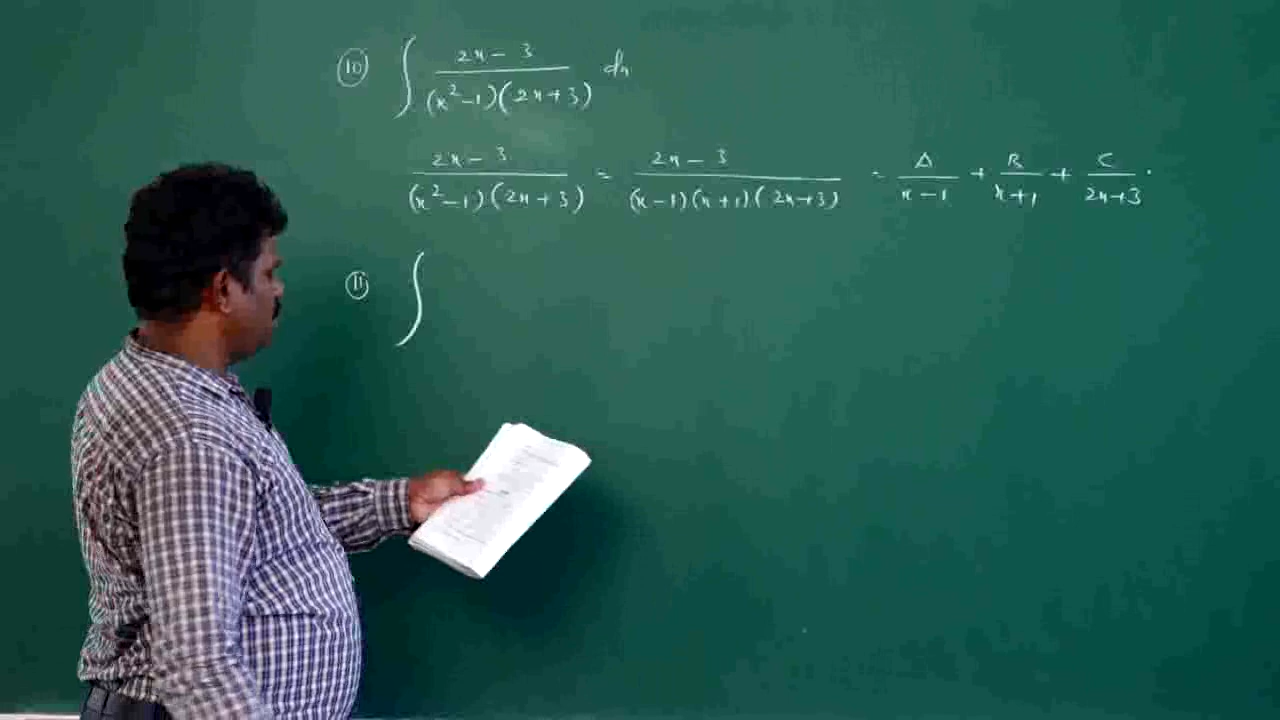 (10) ∫ (2x - 3)/((x² - 1)(2x + 3)) dx
(2x - 3)/((x² - 1)(2x + 3)) = (2x - 3)/((x - 1)(x + 1)(2x + 3)) = A/(x - 1) + B/(x + 1) + C/(2x + 3).
(11) ∫